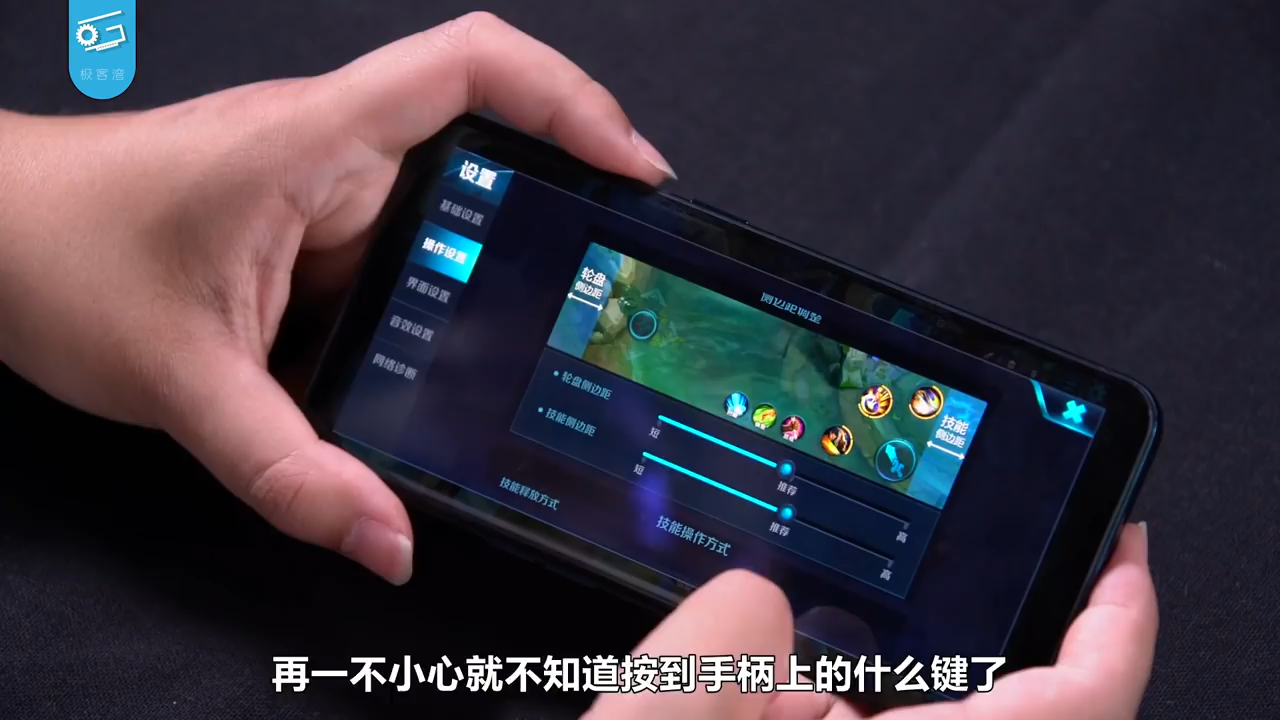 极客湾
设置
基础设置
操作设置
界面设置
音效设置
网络诊断
侧边距调整
轮盘
侧边距
技能
侧边距
轮盘侧边距
短
推荐
高
技能侧边距
短
推荐
高
技能释放方式
技能操作方式
再一不小心就不知道按到手柄上的什么键了